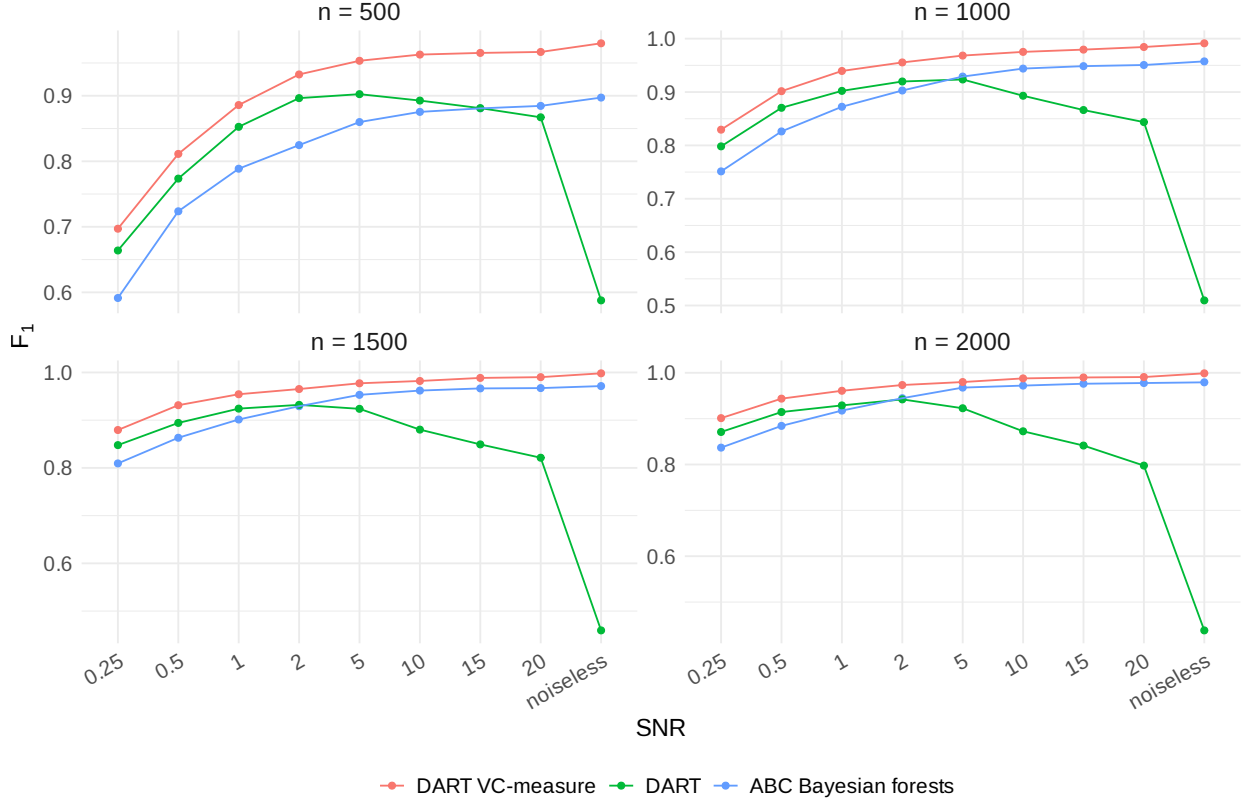 n = 500
n = 1000
0.9
0.8
0.7
0.6
1.0
0.9
0.8
0.7
0.6
0.5
F1
n = 1500
n = 2000
1.0
0.8
0.6
1.0
0.8
0.6
0.25 0.5 1 2 5 10 15 20 noiseless
0.25 0.5 1 2 5 10 15 20 noiseless
SNR
DART VC-measure DART ABC Bayesian forests